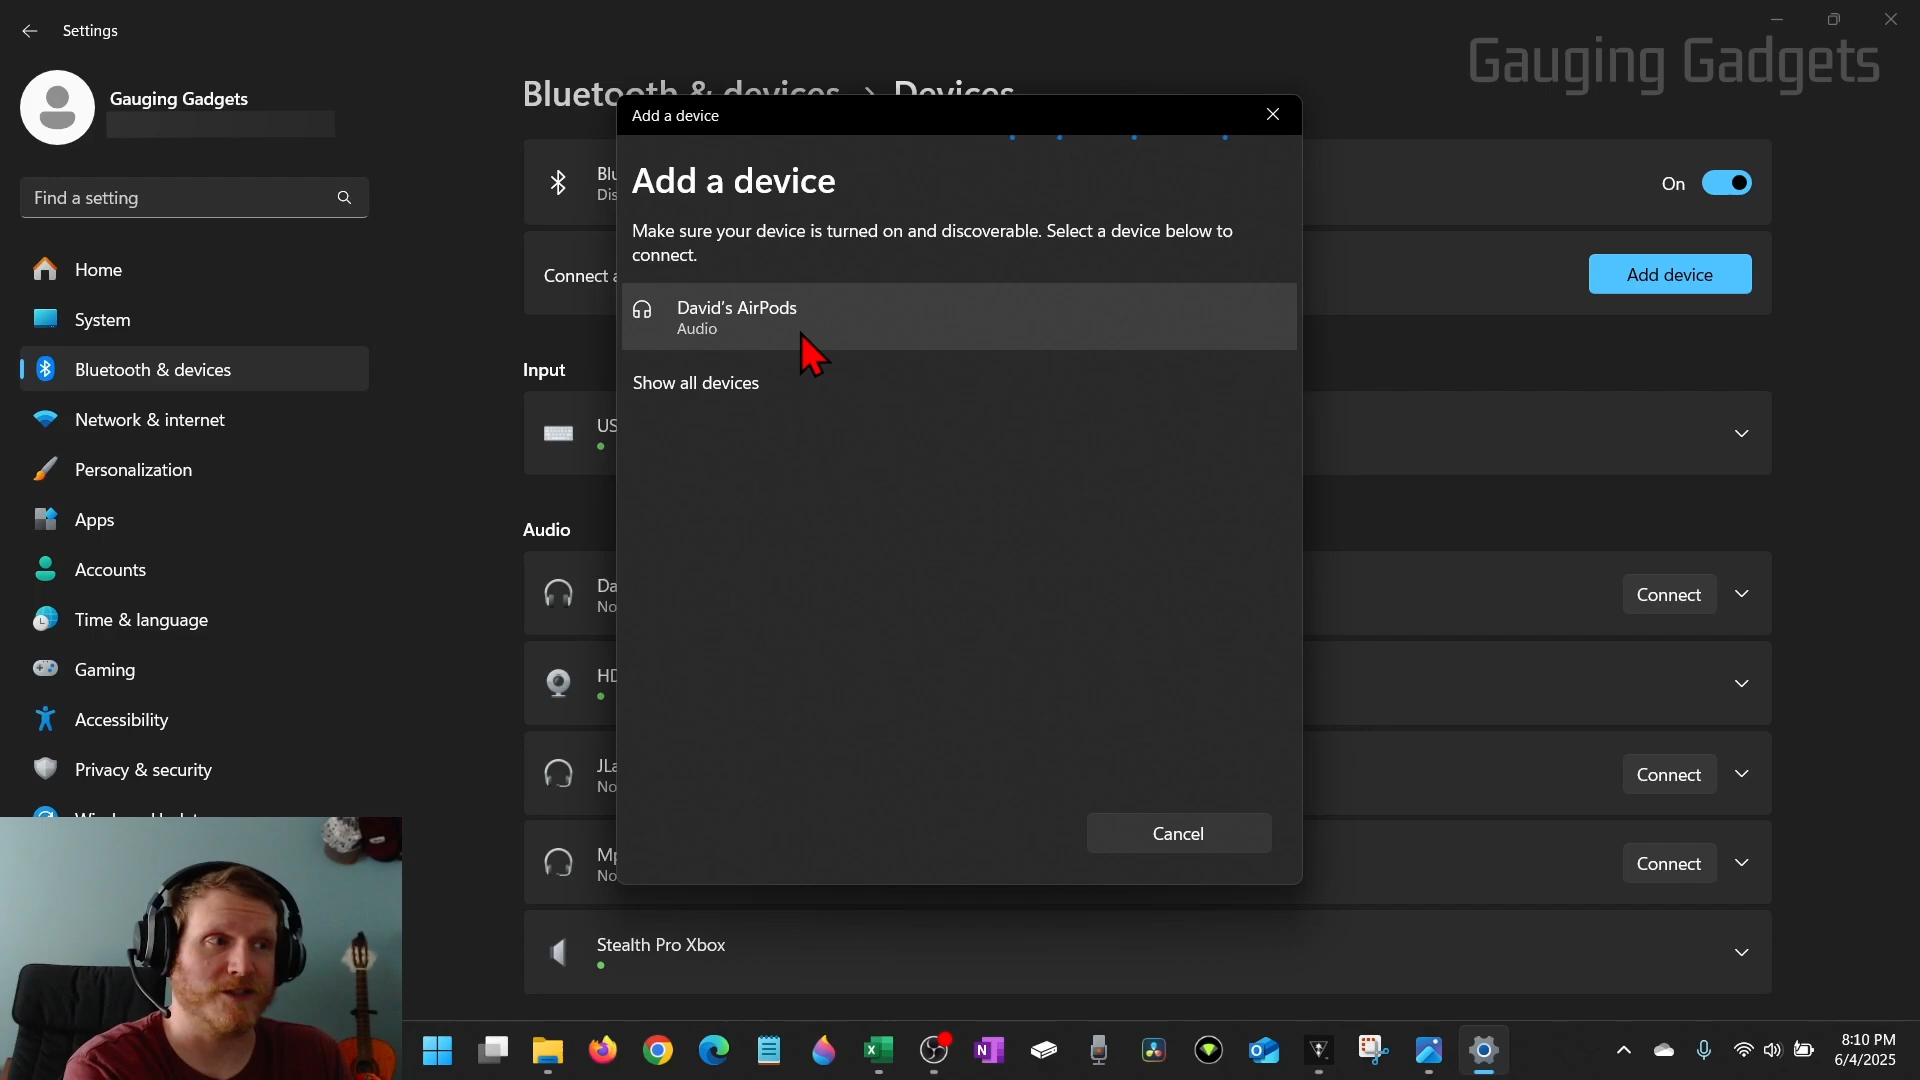 Settings
Gauging Gadgets
Gauging Gadgets
Find a setting
Home
System
Bluetooth & devices
Network & internet
Personalization
Apps
Accounts
Time & language
Gaming
Accessibility
Privacy & security
Bluetooth & devices > Devices
On
Add device
Input
Audio
Connect
Connect
Connect
Connect
Stealth Pro Xbox
Add a device
Add a device
Make sure your device is turned on and discoverable. Select a device below to
connect.
David's AirPods
Audio
Show all devices
Cancel
8:10 PM
6/4/2025